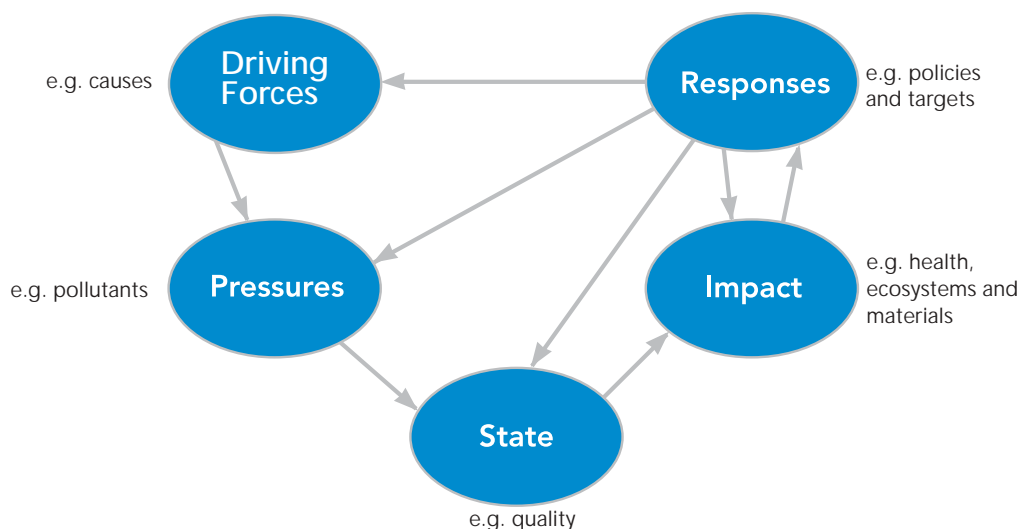 e.g. causes
Driving
Forces
Responses
e.g. policies
and targets
e.g. pollutants
Pressures
Impact
e.g. health,
ecosystems and
materials
State
e.g. quality